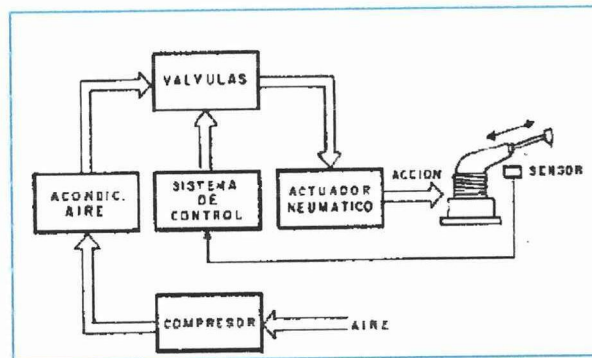 VALVULAS
ACONDIC.
AIRE
SISTEMA
DE
CONTROL
ACTUADOR
NEUMATICO
ACCION
SENSOR
COMPRESOR
AIRE